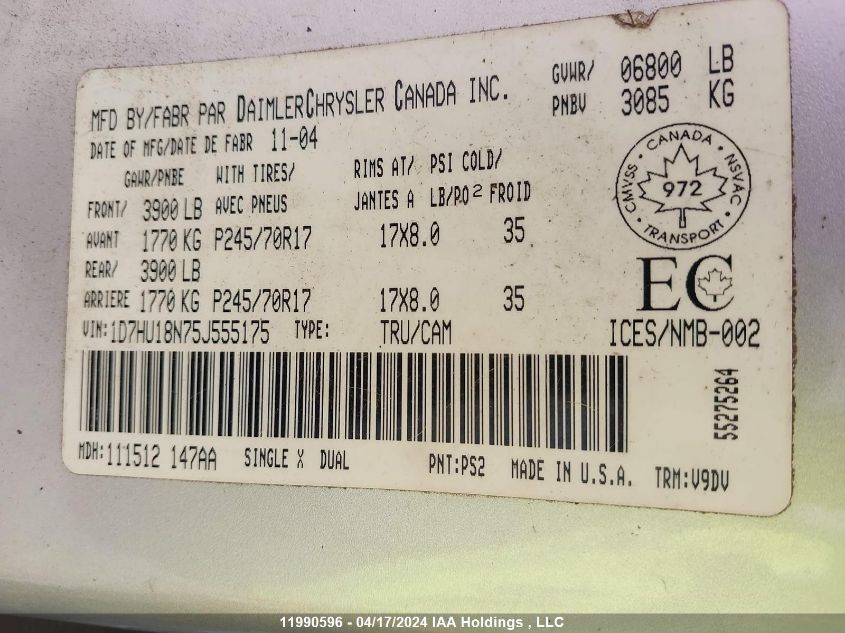 MFD BY/FABR PAR DAIMLERCHRYSLER CANADA INC.
GVWR/ 06800 LB
PNBV 3085 KG
DATE OF MFG/DATE DE FABR 11-04
GAWR/PNBE WITH TIRES/ RIMS AT/ PSI COLD/
FRONT/ 3900 LB AVEC PNEUS JANTES A LB/PO2 FROID
AVANT 1770 KG P245/70R17 17X8.0 35
REAR/ 3900 LB
ARRIERE 1770 KG P245/70R17 17X8.0 35
CANADA
CMVSS 972 NSVAC
TRANSPORT
EC
VIN:1D7HU18N75J555175 TYPE: TRU/CAM ICES/NMB-002
55275264
MDH:111512 147AA SINGLE X DUAL PNT:PS2 MADE IN U.S.A. TRM:V9DV
11990596 - 04/17/2024 IAA Holdings , LLC